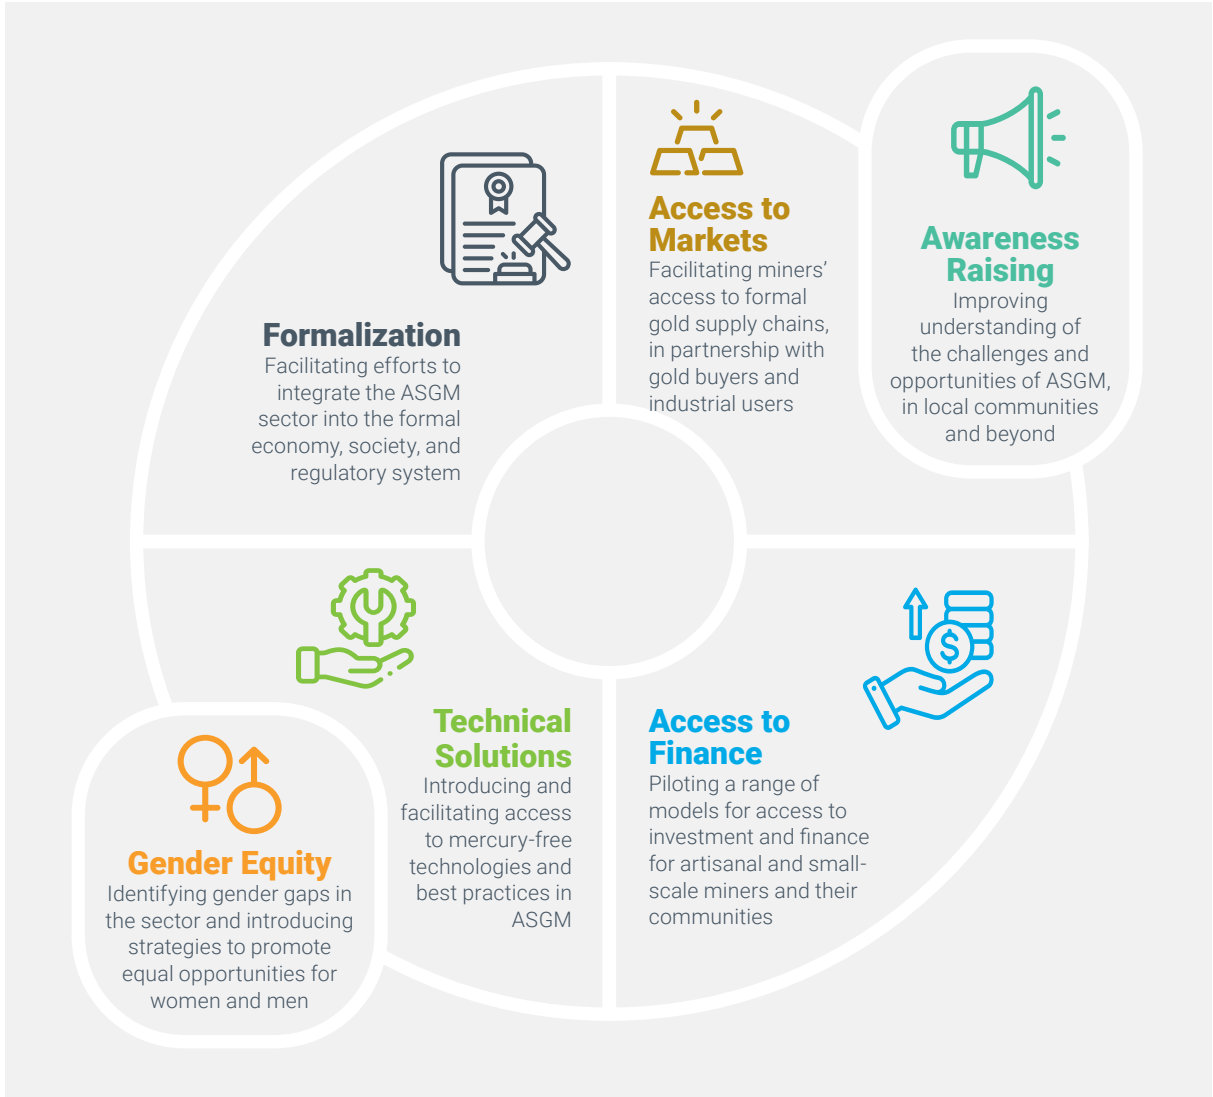 Formalization
Facilitating efforts to
integrate the ASGM
sector into the formal
economy, society, and
regulatory system
Access to
Markets
Facilitating miners’
access to formal
gold supply chains,
in partnership with
gold buyers and
industrial users
Awareness
Raising
Improving
understanding of
the challenges and
opportunities of ASGM,
in local communities
and beyond
Technical
Solutions
Introducing and
facilitating access
to mercury-free
technologies and
best practices in
ASGM
Access to
Finance
Piloting a range of
models for access to
investment and finance
for artisanal and small-
scale miners and their
communities
$
Gender Equity
Identifying gender gaps in
the sector and introducing
strategies to promote
equal opportunities for
women and men